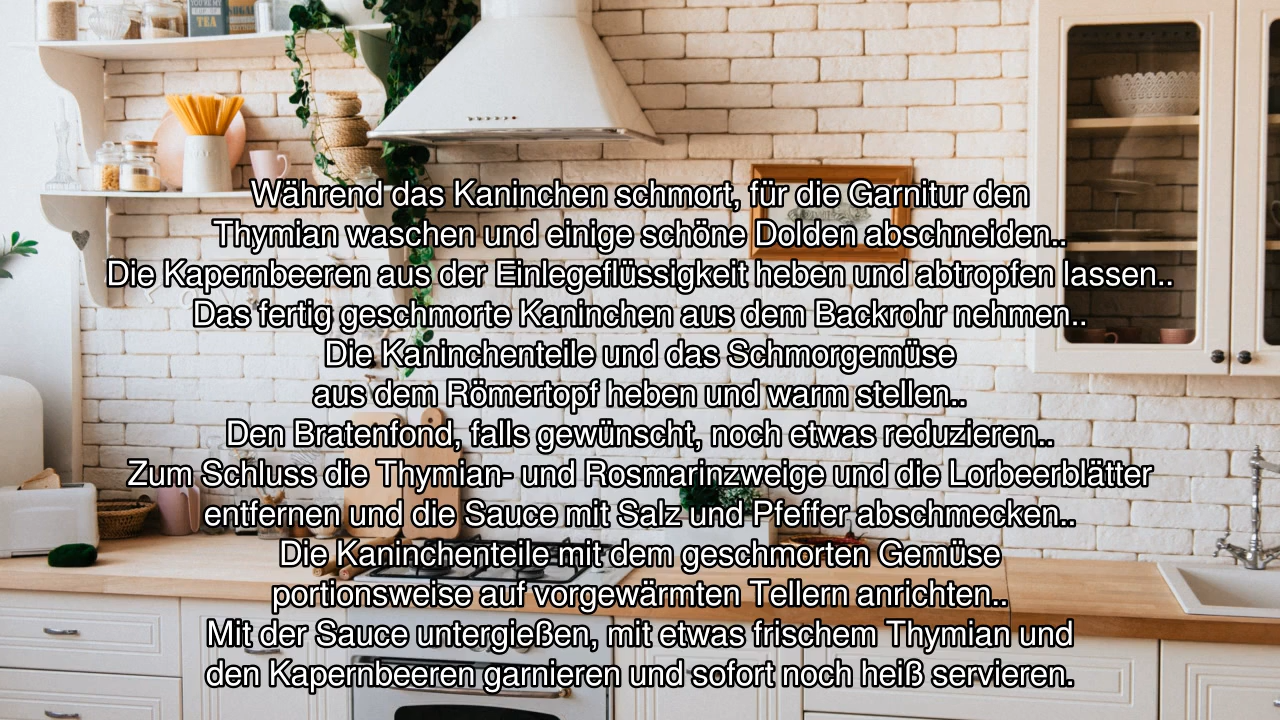 YOU'RE MY
TEA
Während das Kaninchen schmort, für die Garnitur den
Thymian waschen und einige schöne Dolden abschneiden..
Die Kapernbeeren aus der Einlegeflüssigkeit heben und abtropfen lassen..
Das fertig geschmorte Kaninchen aus dem Backrohr nehmen..
Die Kaninchenteile und das Schmorgemüse
aus dem Römertopf heben und warm stellen..
Den Bratenfond, falls gewünscht, noch etwas reduzieren..
Zum Schluss die Thymian- und Rosmarinzweige und die Lorbeerblätter
entfernen und die Sauce mit Salz und Pfeffer abschmecken..
Die Kaninchenteile mit dem geschmorten Gemüse
portionsweise auf vorgewärmten Tellern anrichten..
Mit der Sauce untergießen, mit etwas frischem Thymian und
den Kapernbeeren garnieren und sofort noch heiß servieren.